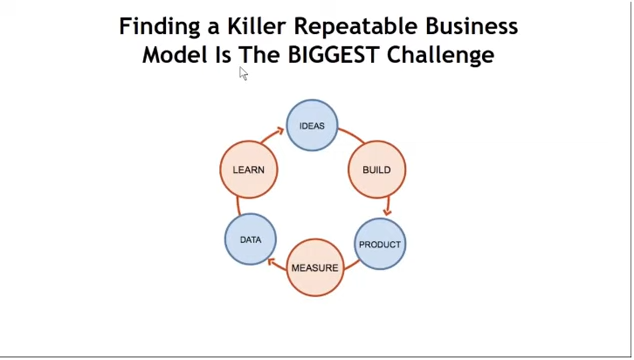 Finding a Killer Repeatable Business
Model Is The BIGGEST Challenge
IDEAS
BUILD
PRODUCT
MEASURE
DATA
LEARN